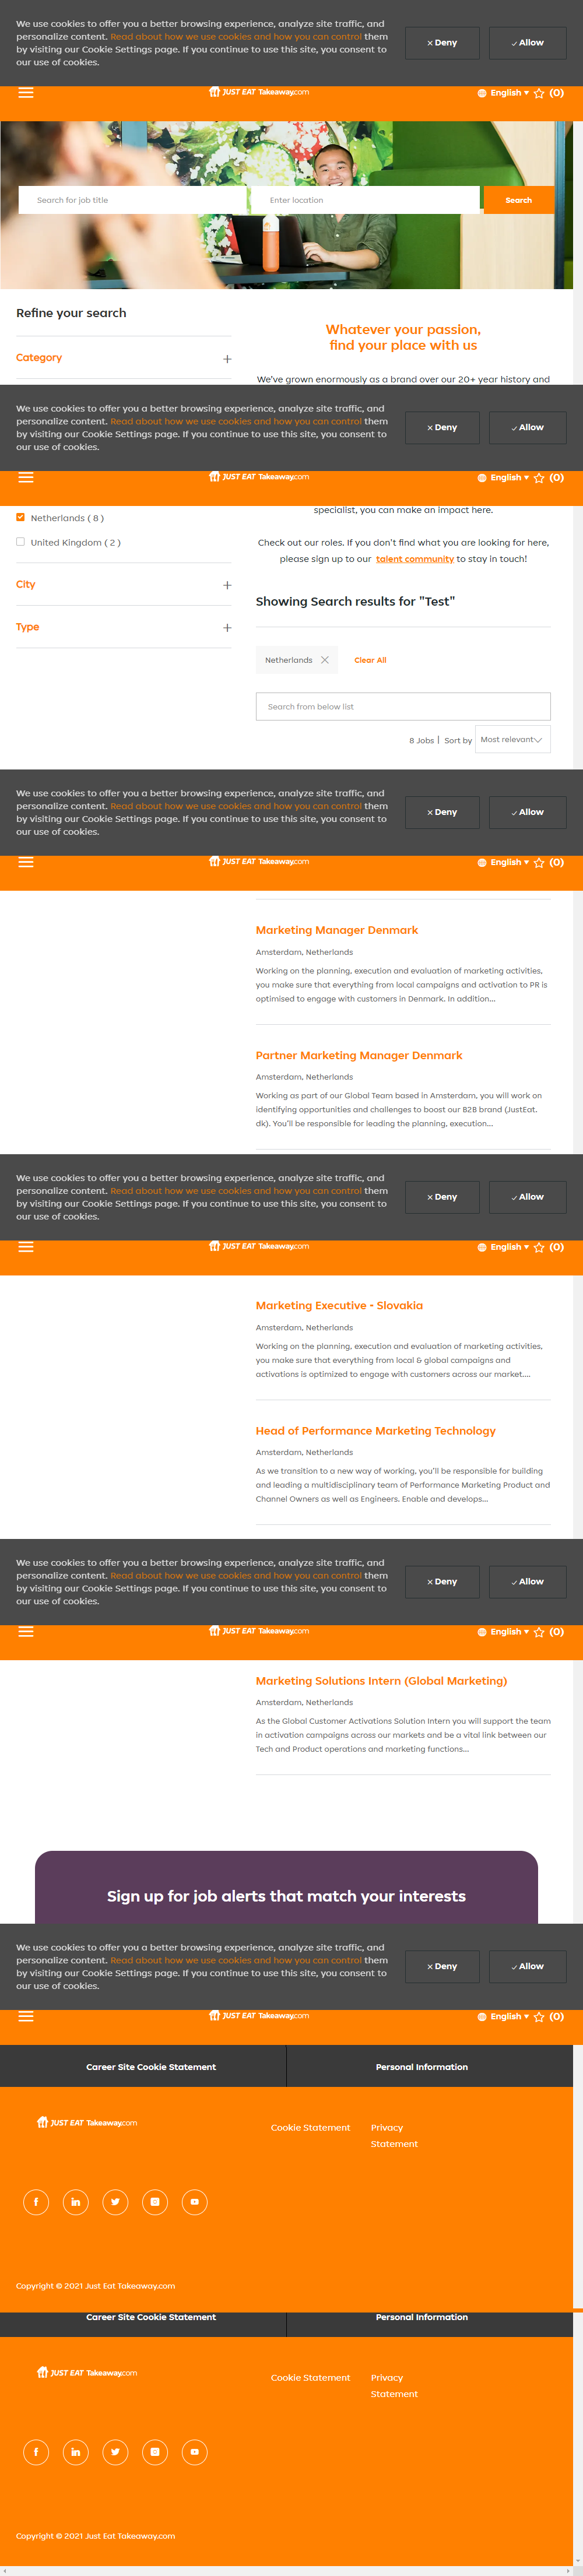 We use cookies to offer you a better browsing experience, analyze site traffic, and
personalize content. Read about how we use cookies and how you can control them
by visiting our Cookie Settings page. If you continue to use this site, you consent to
our use of cookies.
Deny
Allow
JUST EAT Takeaway.com
English
(0)
Search for job title
Enter location
Search
Refine your search
Category
Whatever your passion,
find your place with us
We've grown enormously as a brand over our 20+ year history and
We use cookies to offer you a better browsing experience, analyze site traffic, and
personalize content. Read about how we use cookies and how you can control them
by visiting our Cookie Settings page. If you continue to use this site, you consent to
our use of cookies.
Deny
Allow
JUST EAT Takeaway.com
English
(0)
Netherlands ( 8 )
United Kingdom ( 2 )
City
Type
specialist, you can make an impact here.
Check out our roles. If you don't find what you are looking for here,
please sign up to our talent community to stay in touch!
Showing Search results for "Test"
Netherlands
Clear All
Search from below list
8 Jobs | Sort by Most relevant
We use cookies to offer you a better browsing experience, analyze site traffic, and
personalize content. Read about how we use cookies and how you can control them
by visiting our Cookie Settings page. If you continue to use this site, you consent to
our use of cookies.
Deny
Allow
JUST EAT Takeaway.com
English
(0)
Marketing Manager Denmark
Amsterdam, Netherlands
Working on the planning, execution and evaluation of marketing activities,
you make sure that everything from local campaigns and activation to PR is
optimised to engage with customers in Denmark. In addition...
Partner Marketing Manager Denmark
Amsterdam, Netherlands
Working as part of our Global Team based in Amsterdam, you will work on
identifying opportunities and challenges to boost our B2B brand (JustEat.
dk). You'll be responsible for leading the planning, execution...
We use cookies to offer you a better browsing experience, analyze site traffic, and
personalize content. Read about how we use cookies and how you can control them
by visiting our Cookie Settings page. If you continue to use this site, you consent to
our use of cookies.
Deny
Allow
JUST EAT Takeaway.com
English
(0)
Marketing Executive - Slovakia
Amsterdam, Netherlands
Working on the planning, execution and evaluation of marketing activities,
you make sure that everything from local & global campaigns and
activations is optimized to engage with customers across our market....
Head of Performance Marketing Technology
Amsterdam, Netherlands
As we transition to a new way of working, you'll be responsible for building
and leading a multidisciplinary team of Performance Marketing Product and
Channel Owners as well as Engineers. Enable and develops...
We use cookies to offer you a better browsing experience, analyze site traffic, and
personalize content. Read about how we use cookies and how you can control them
by visiting our Cookie Settings page. If you continue to use this site, you consent to
our use of cookies.
Deny
Allow
JUST EAT Takeaway.com
English
(0)
Marketing Solutions Intern (Global Marketing)
Amsterdam, Netherlands
As the Global Customer Activations Solution Intern you will support the team
in activation campaigns across our markets and be a vital link between our
Tech and Product operations and marketing functions...
Sign up for job alerts that match your interests
We use cookies to offer you a better browsing experience, analyze site traffic, and
personalize content. Read about how we use cookies and how you can control them
by visiting our Cookie Settings page. If you continue to use this site, you consent to
our use of cookies.
Deny
Allow
JUST EAT Takeaway.com
English
(0)
Career Site Cookie Statement
Personal Information
JUST EAT Takeaway.com
Cookie Statement
Privacy
Statement
Copyright © 2021 Just Eat Takeaway.com
Career Site Cookie Statement
Personal Information
JUST EAT Takeaway.com
Cookie Statement
Privacy
Statement
Copyright © 2021 Just Eat Takeaway.com